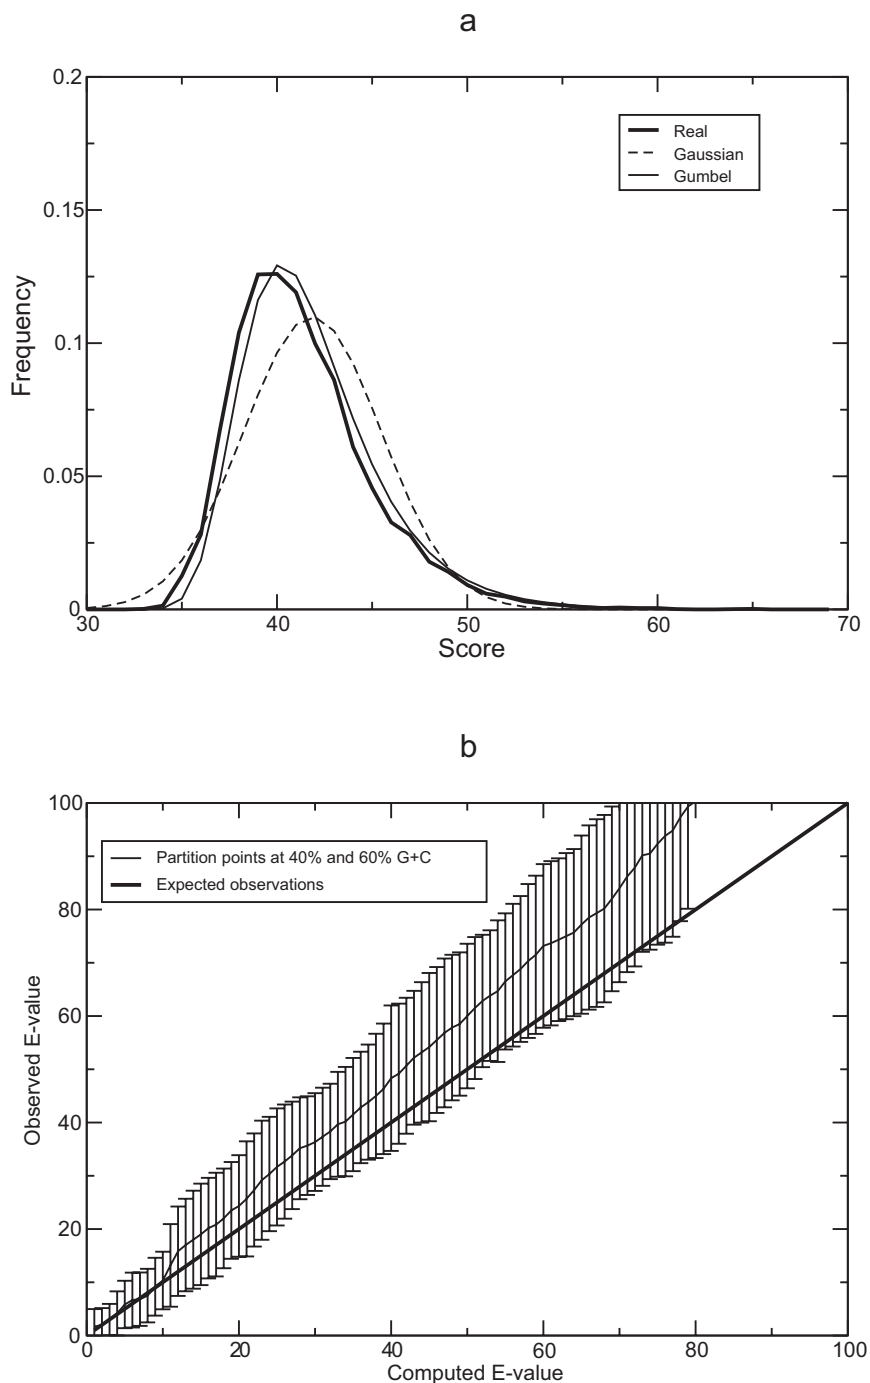 a
0.2
0.15
0.1
0.05
0
Frequency
30 40 50 60 70
Score
Real
Gaussian
Gumbel
b
100
80
60
40
20
0
Observed E-value
0 20 40 60 80 100
Computed E-value
Partition points at 40% and 60% G+C
Expected observations